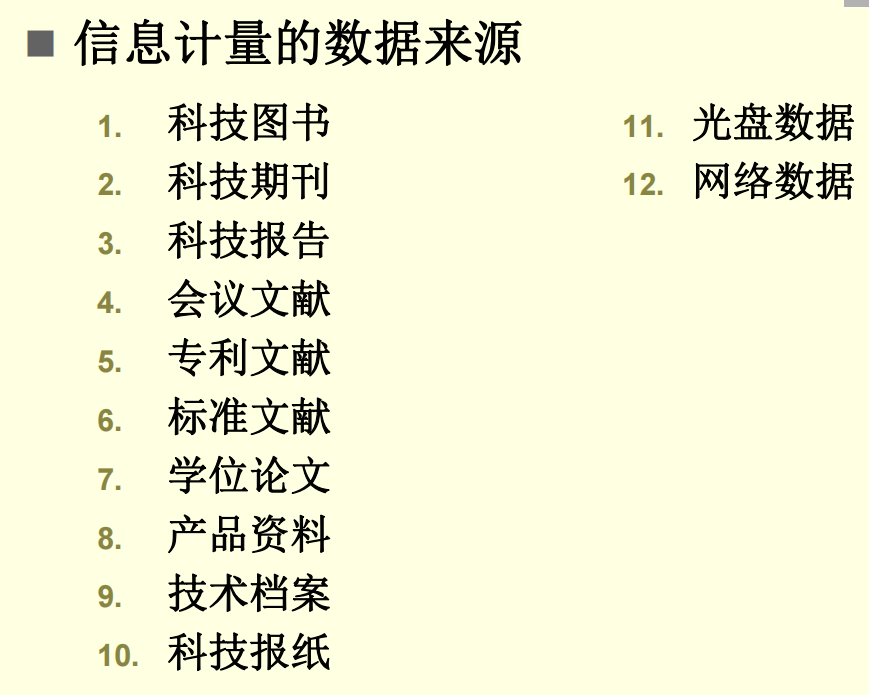 信息计量的数据来源
1. 科技图书
2. 科技期刊
3. 科技报告
4. 会议文献
5. 专利文献
6. 标准文献
7. 学位论文
8. 产品资料
9. 技术档案
10. 科技报纸
11. 光盘数据
12. 网络数据